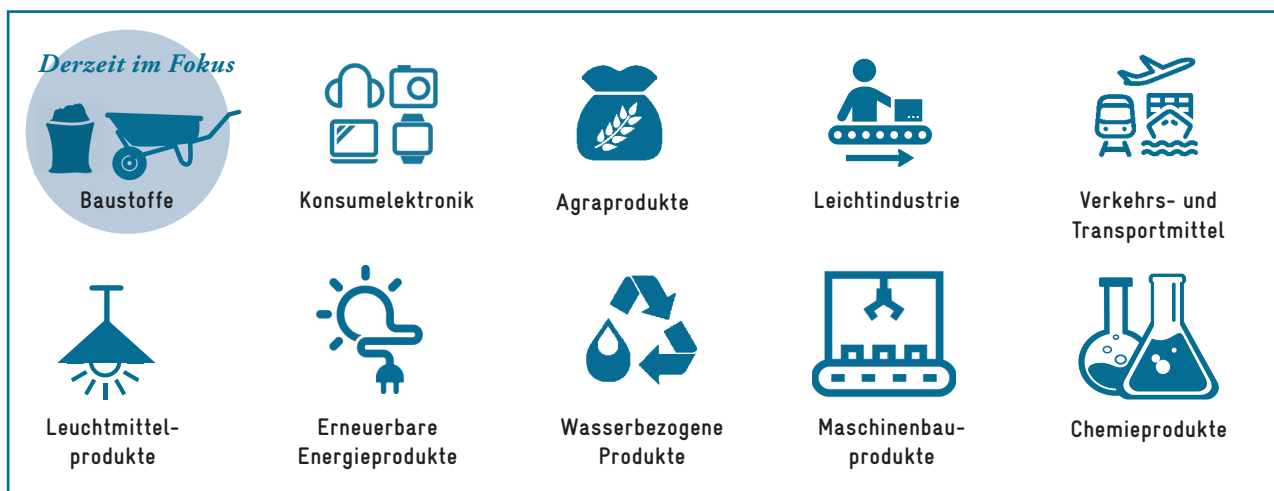 Derzeit im Fokus
Baustoffe
Konsumelektronik
Agraprodukte
Leichtindustrie
Verkehrs- und
Transportmittel
Leuchtmittel-
produkte
Erneuerbare
Energieprodukte
Wasserbezogene
Produkte
Maschinenbau-
produkte
Chemieprodukte